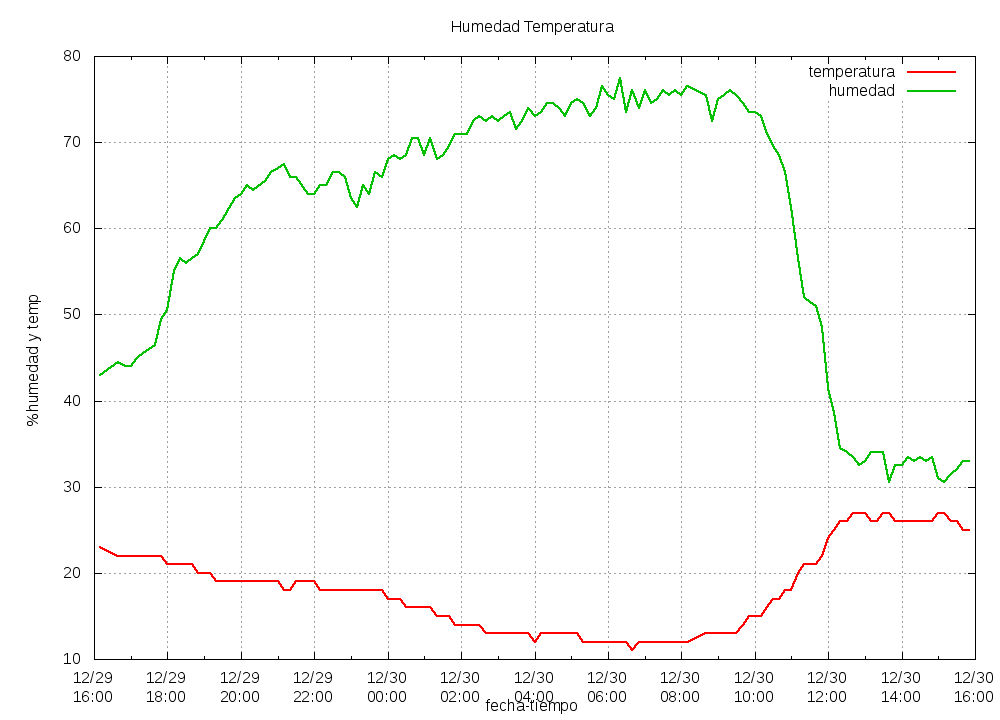 Humedad Temperatura
temperatura
humedad
80
70
60
50
40
30
20
10
%humedad y temp
12/29 12/29 12/29 12/29 12/30 12/30 12/30 12/30 12/30 12/30 12/30 12/30 12/30
16:00 18:00 20:00 22:00 00:00 02:00 04:00 06:00 08:00 10:00 12:00 14:00 16:00
fecha-tiempo